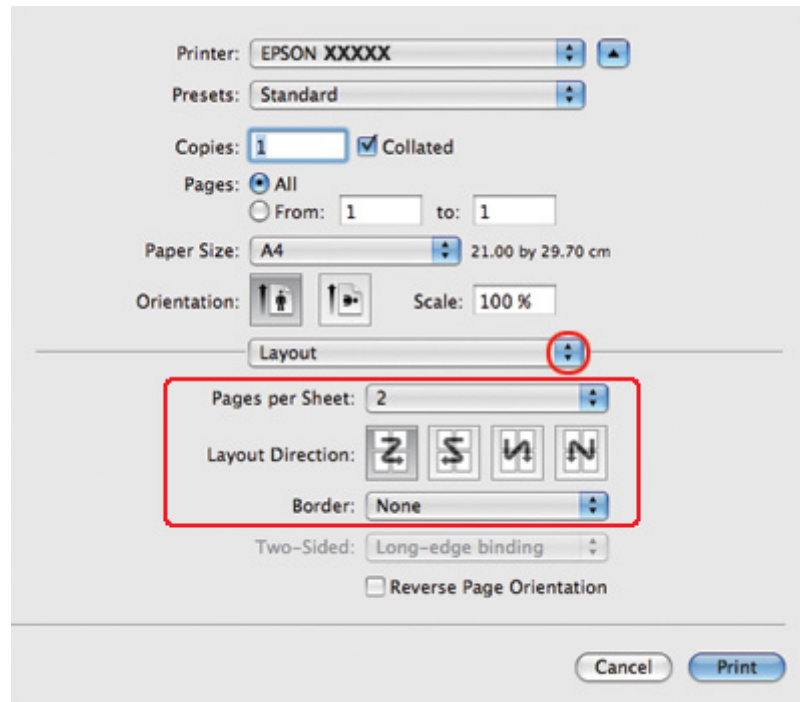 Printer: EPSON XXXXX
Presets: Standard
Copies: 1 Collated
Pages: All
From: 1 to: 1
Paper Size: A4 21.00 by 29.70 cm
Orientation: Scale: 100 %
Layout
Pages per Sheet: 2
Layout Direction:
Border: None
Two-Sided: Long-edge binding
Reverse Page Orientation
Cancel Print